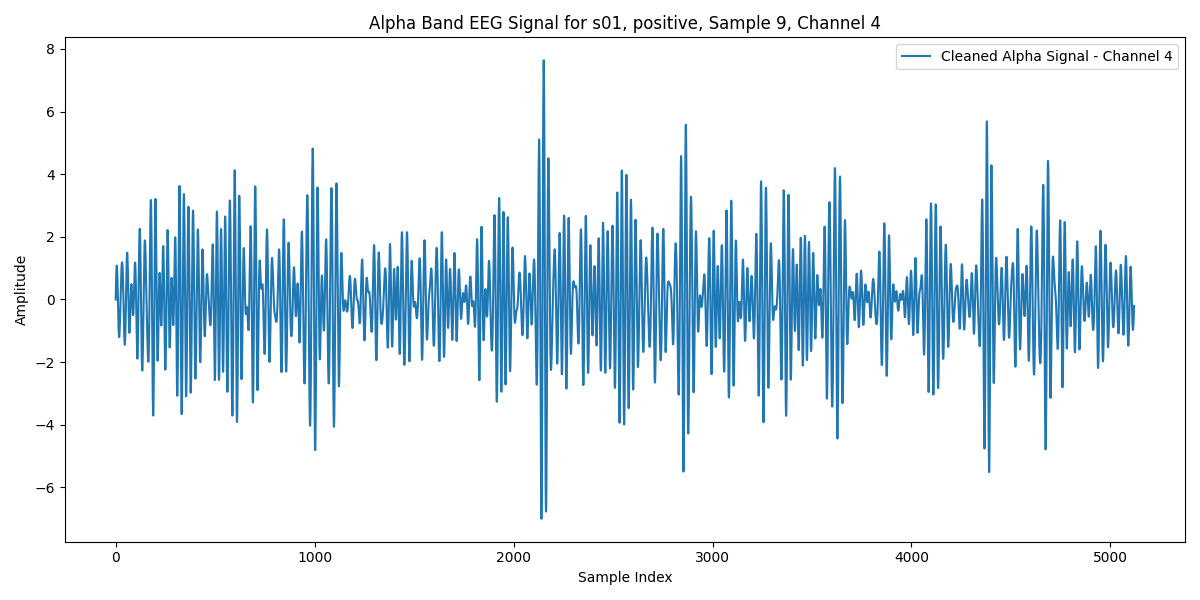 Alpha Band EEG Signal for s01, positive, Sample 9, Channel 4
Cleaned Alpha Signal - Channel 4
8
6
4
2
0
−2
−4
−6
Amplitude
0 1000 2000 3000 4000 5000
Sample Index